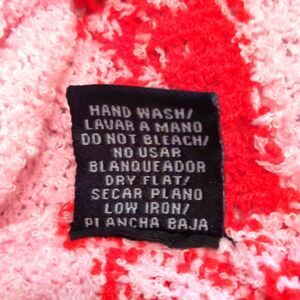 HAND WASH/
LAVAR A MANO
DO NOT BLEACH/
NO USAR
BLANQUEADOR
DRY FLAT/
SECAR PLANO
LOW IRON/
PLANCHA BAJA